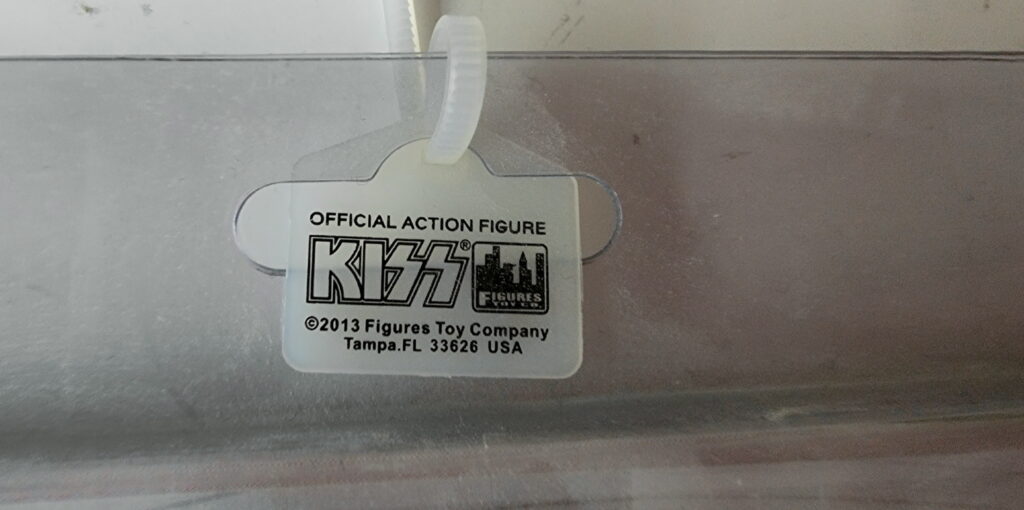 OFFICIAL ACTION FIGURE
KISS®
FIGURES
TOY CO.
©2013 Figures Toy Company
Tampa.FL 33626 USA